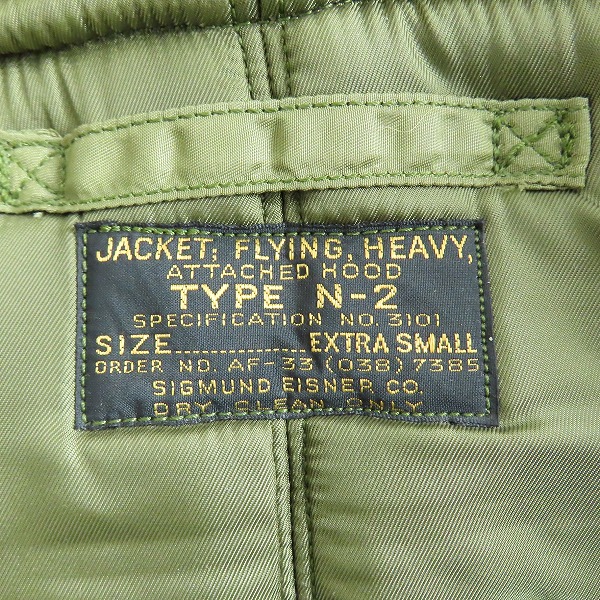 JACKET; FLYING, HEAVY,
ATTACHED HOOD
TYPE N-2
SPECIFICATION NO. 3101
SIZE.................... EXTRA SMALL
ORDER NO. AF-33 (038) 7385
SIGMUND EISNER CO.
DRY CLEAN ONLY